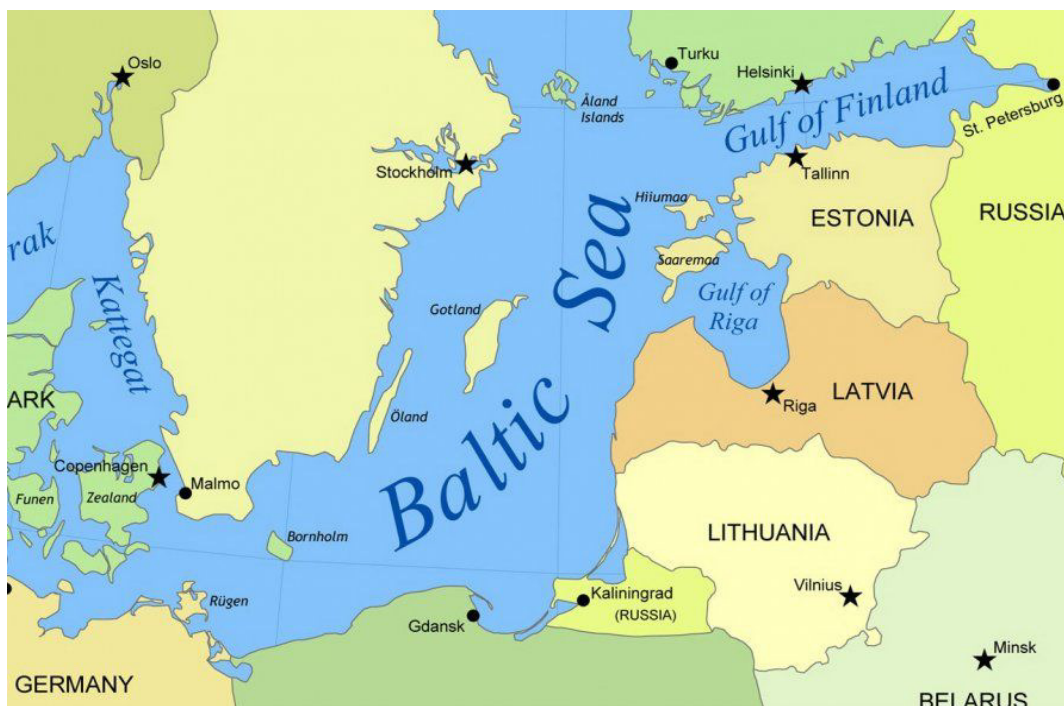 Oslo
Turku
Helsinki
Åland
Islands
Gulf of Finland
St. Petersburg
Stockholm
Tallinn
Hiiumaa
ESTONIA
RUSSIA
rak
Kattegat
Saaremaa
Gulf of
Riga
Gotland
Baltic Sea
ARK
Öland
Riga
LATVIA
Copenhagen
Malmo
Funen
Zealand
Bornholm
LITHUANIA
Vilnius
Rügen
Kaliningrad
(RUSSIA)
Gdansk
Minsk
GERMANY
BELARUS